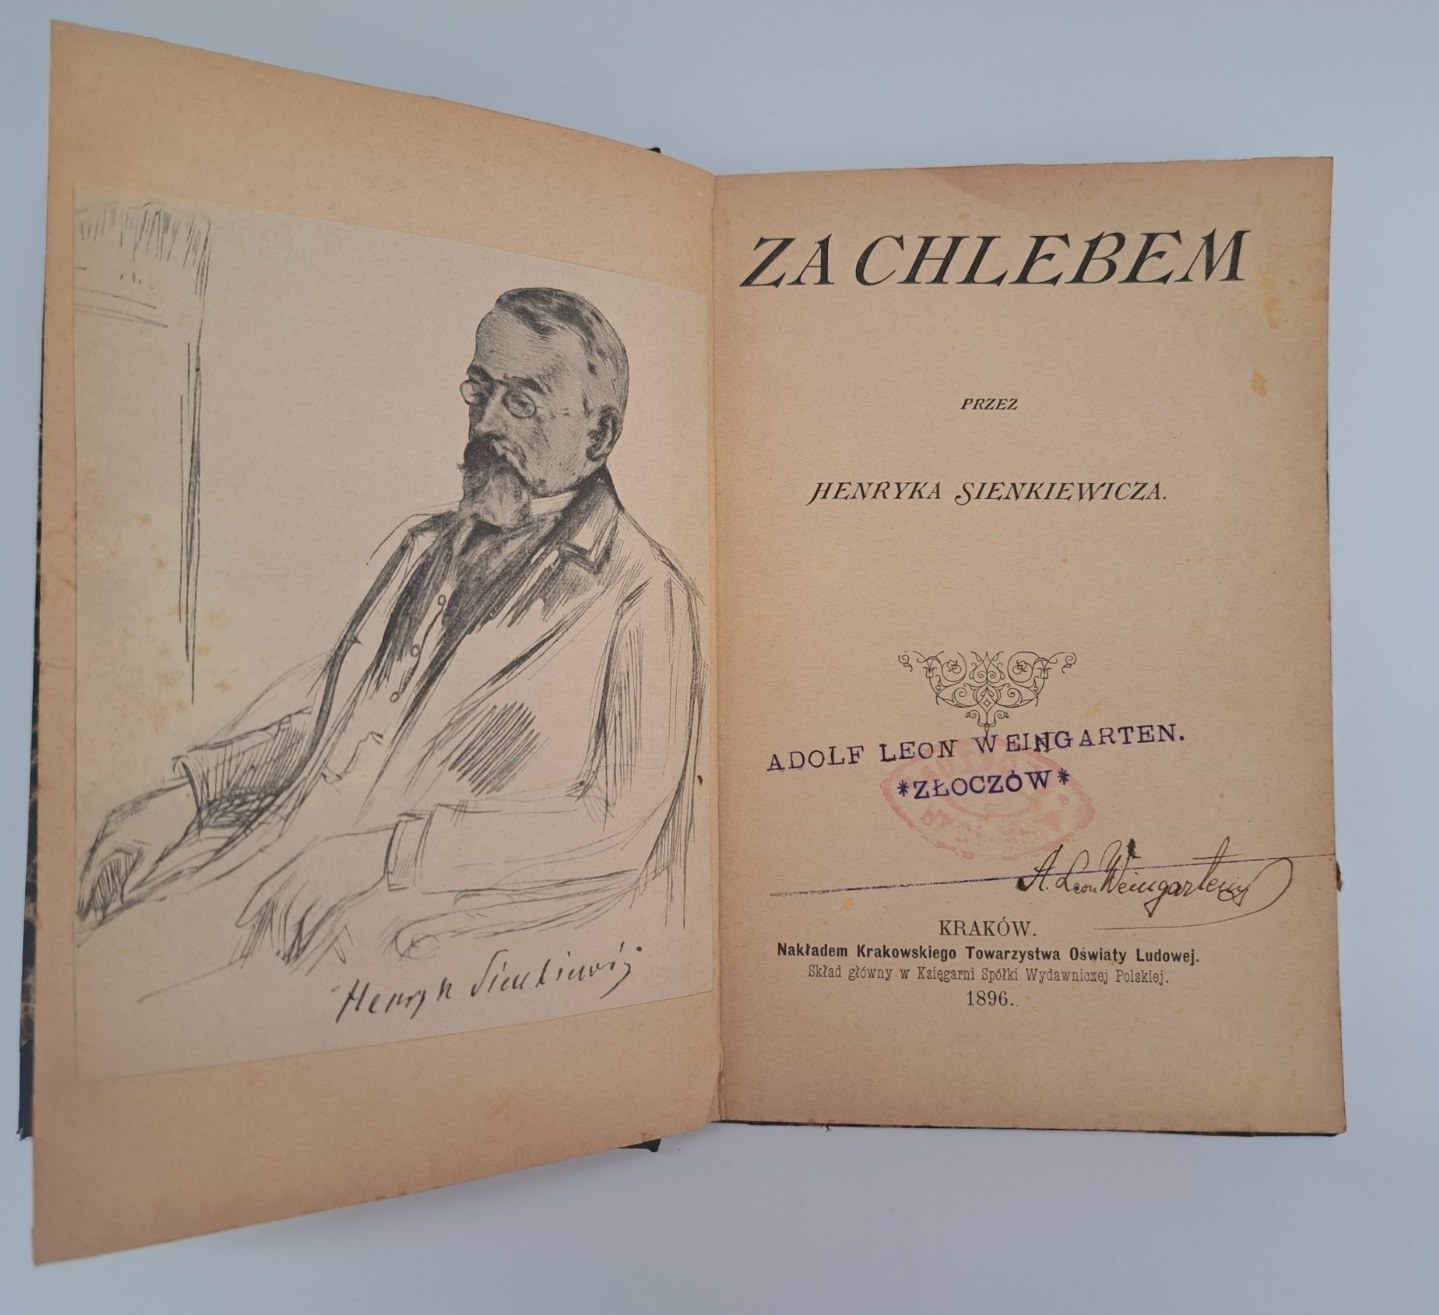 Henryk Sienkiewicz
ZA CHLEBEM
PRZEZ
HENRYKA SIENKIEWICZA.
ADOLF LEON WEINGARTEN.
*ZŁOCZÓW*
A. Leon Weingarten
KRAKÓW.
Nakładem Krakowskiego Towarzystwa Oświaty Ludowej.
Skład główny w Księgarni Spółki Wydawniczej Polskiej.
1896.